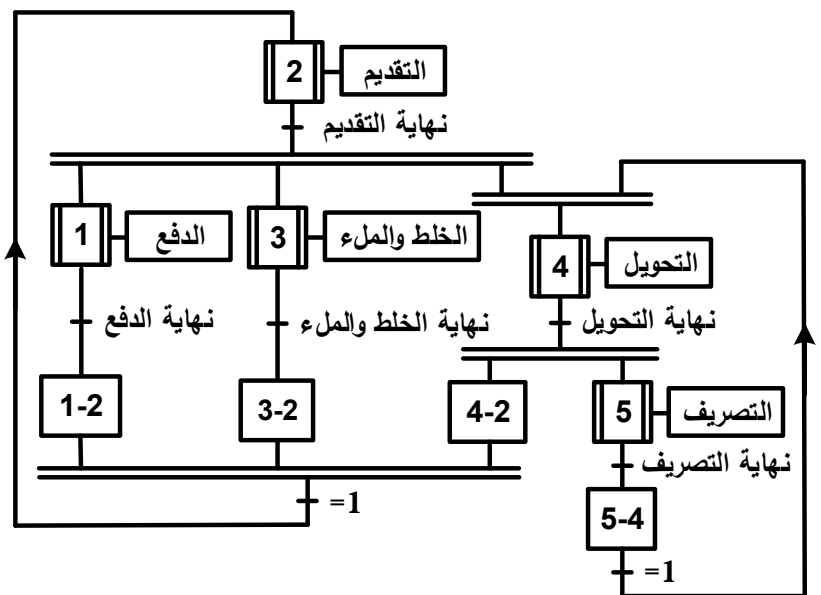 2 التقديم
نهاية التقديم
1 الدفع
3 الخلط والملء
4 التحويل
نهاية الدفع
نهاية الخلط والملء
نهاية التحويل
1-2
3-2
4-2
5 التصريف
نهاية التصريف
=1
5-4
=1